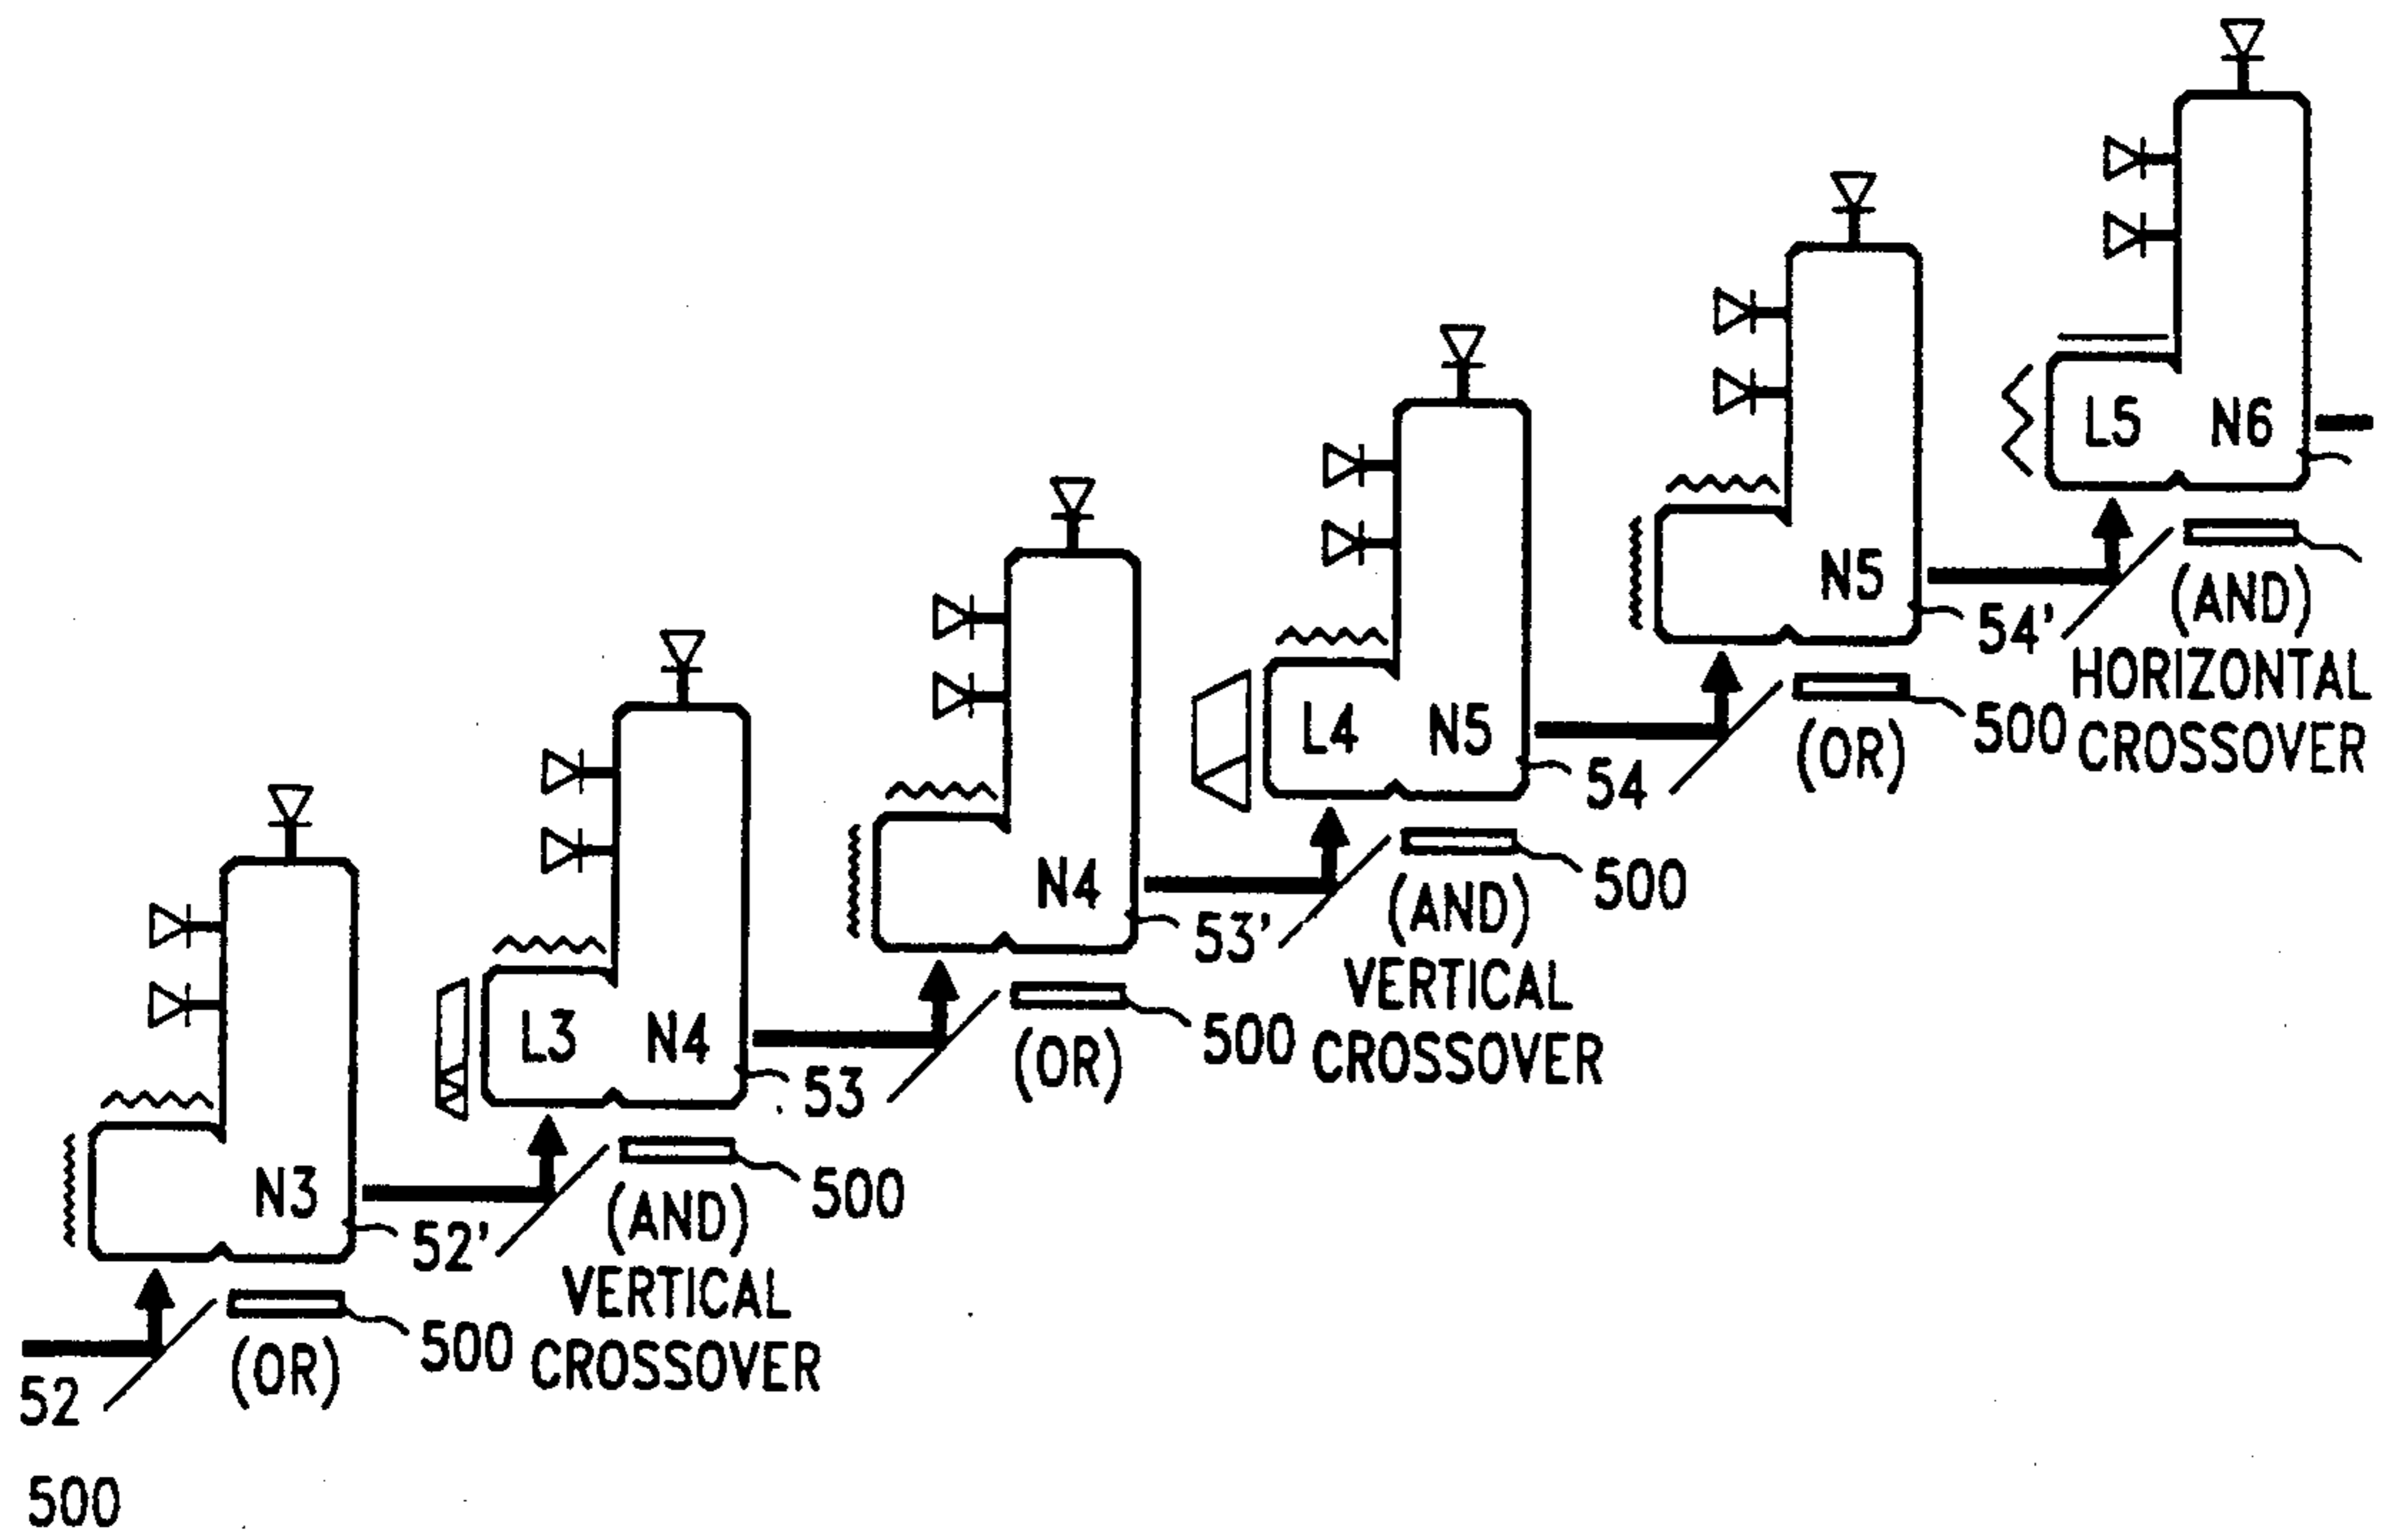 L5 N6
N5
(AND)
54'
HORIZONTAL
CROSSOVER
L4 N5
500
(OR)
54
N4
500
(AND)
53'
VERTICAL
CROSSOVER
L3 N4
500
(OR)
53
N3
500
(AND)
52'
VERTICAL
CROSSOVER
500
(OR)
52
500